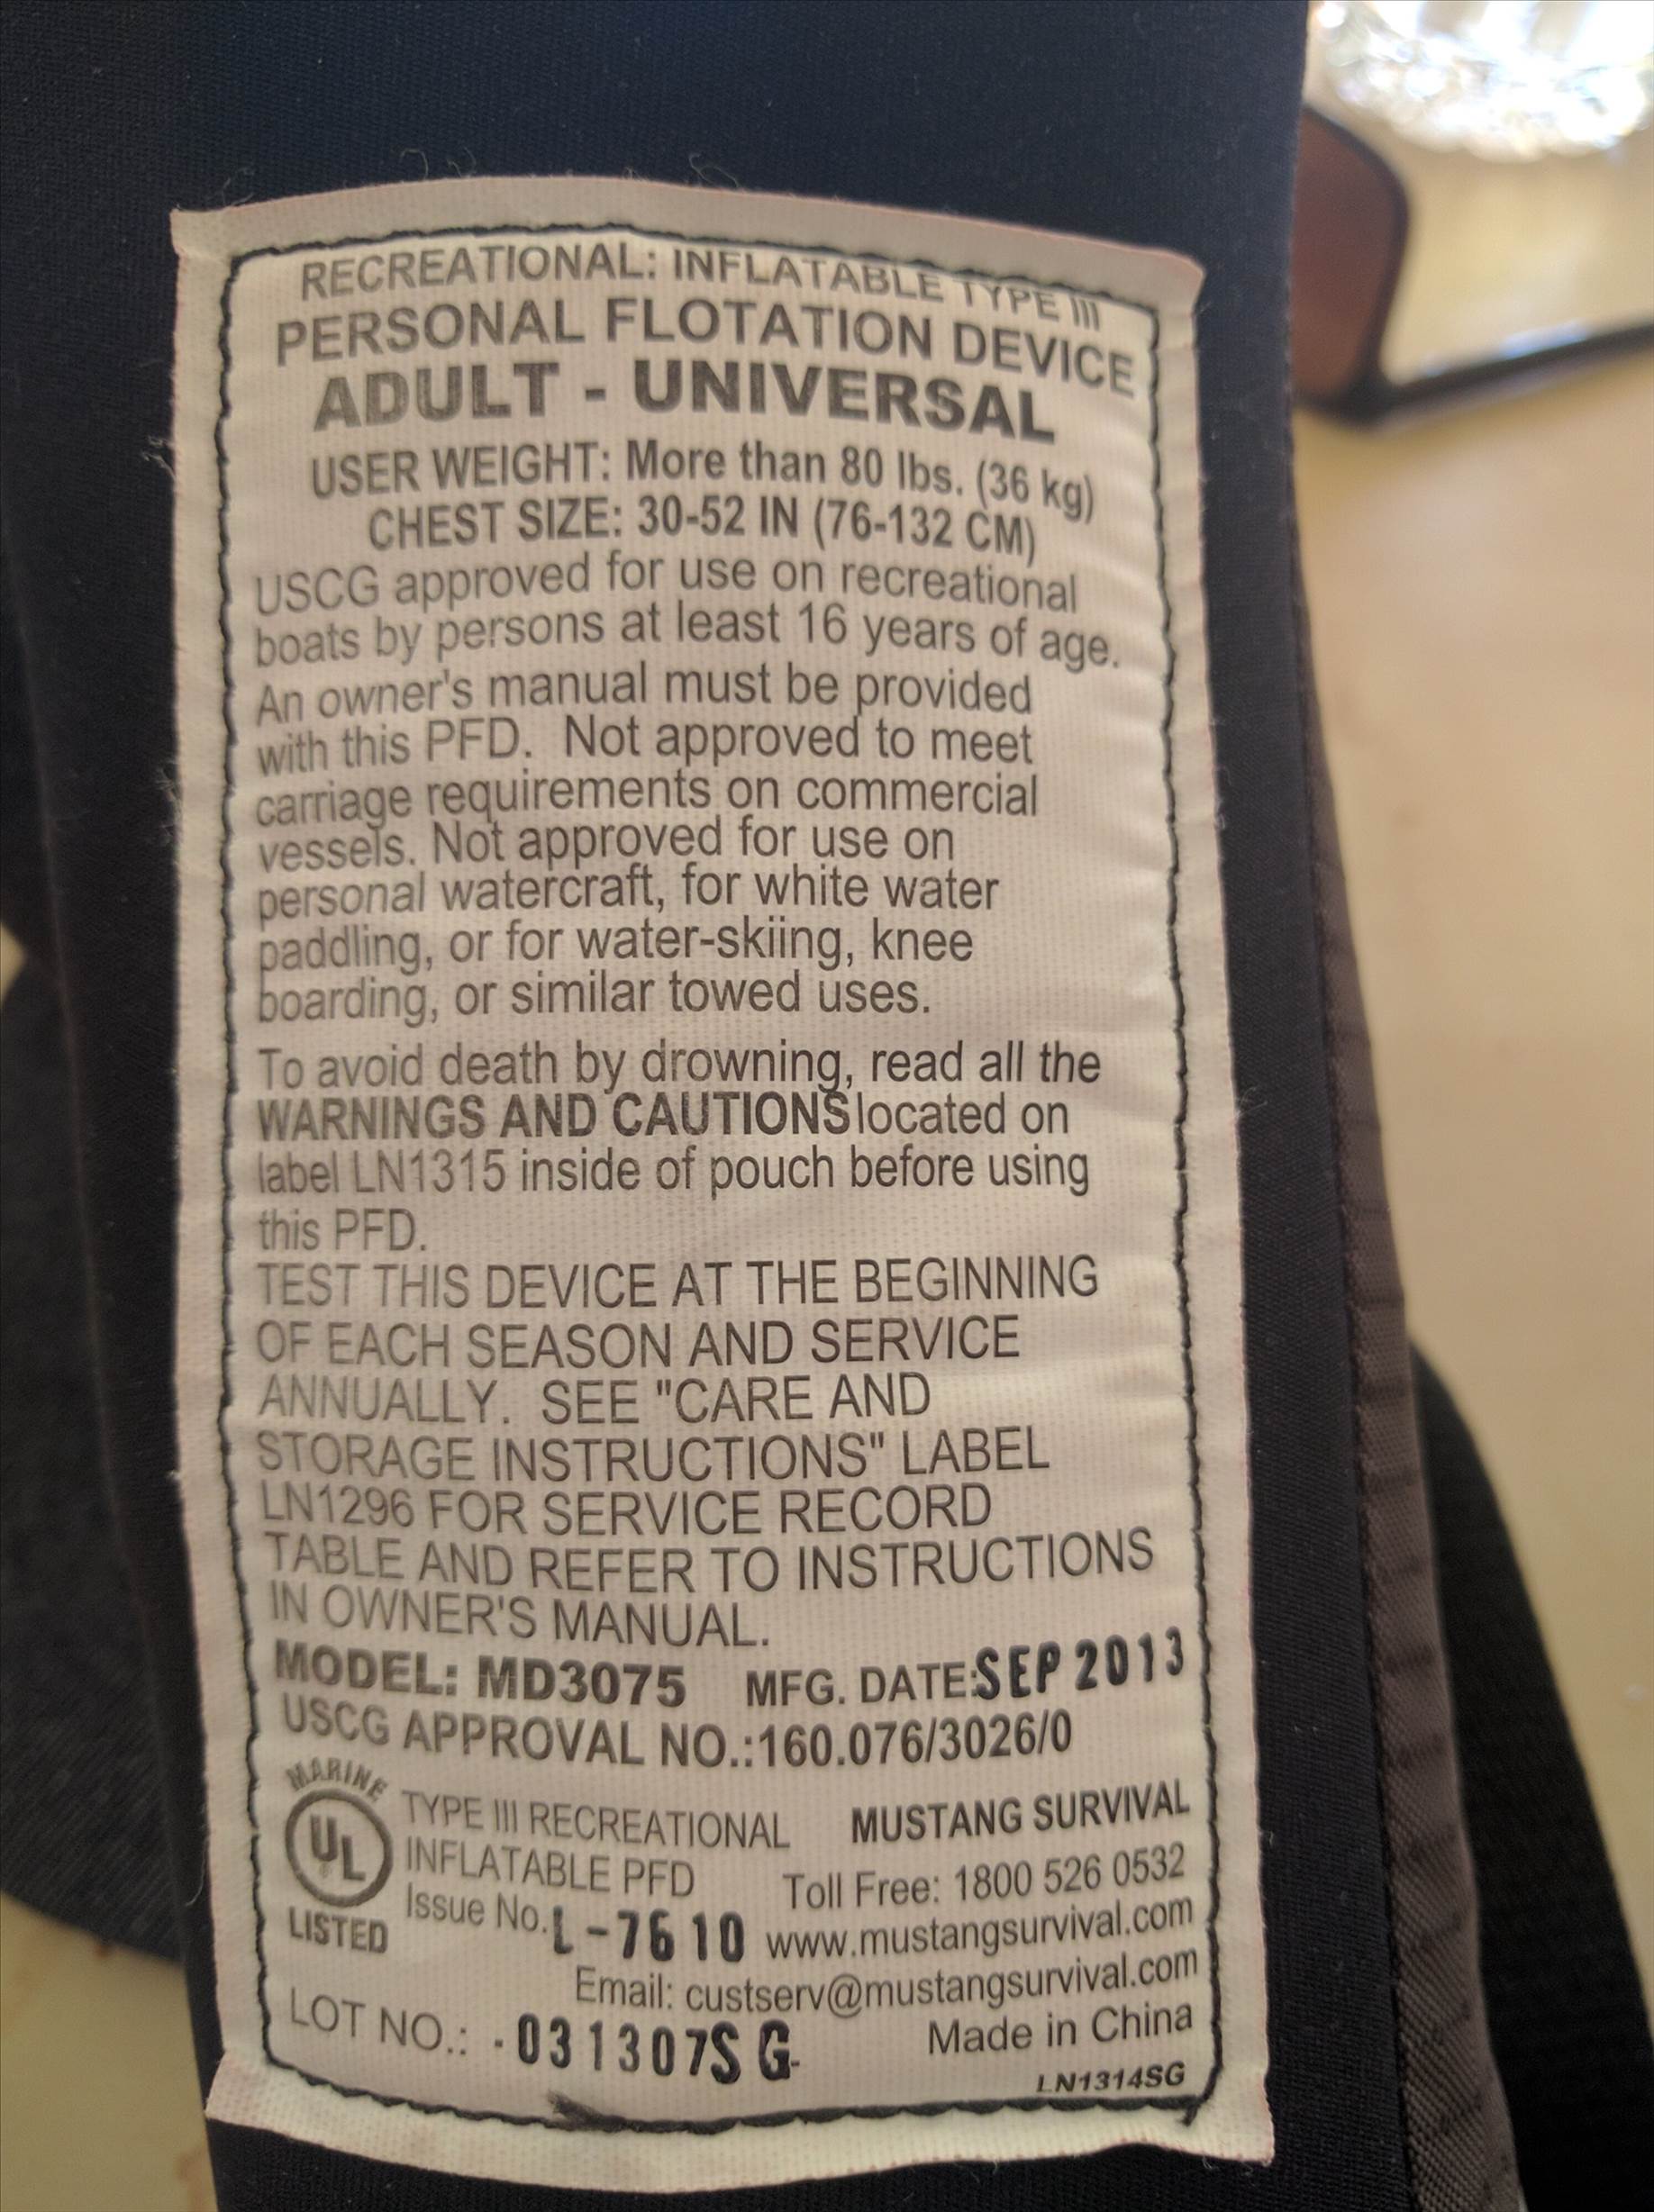 RECREATIONAL: INFLATABLE TYPE III
PERSONAL FLOTATION DEVICE
ADULT - UNIVERSAL
USER WEIGHT: More than 80 lbs. (36 kg)
CHEST SIZE: 30-52 IN (76-132 CM)
USCG approved for use on recreational
boats by persons at least 16 years of age.
An owner's manual must be provided
with this PFD. Not approved to meet
carriage requirements on commercial
vessels. Not approved for use on
personal watercraft, for white water
paddling, or for water-skiing, knee
boarding, or similar towed uses.
To avoid death by drowning, read all the
WARNINGS AND CAUTIONS located on
label LN1315 inside of pouch before using
this PFD.
TEST THIS DEVICE AT THE BEGINNING
OF EACH SEASON AND SERVICE
ANNUALLY. SEE "CARE AND
STORAGE INSTRUCTIONS" LABEL
LN1296 FOR SERVICE RECORD
TABLE AND REFER TO INSTRUCTIONS
IN OWNER'S MANUAL.
MODEL: MD3075 MFG. DATE:SEP 2013
USCG APPROVAL NO.:160.076/3026/0
MARINE
UL
LISTED
TYPE III RECREATIONAL
INFLATABLE PFD
Issue No. L-7610
MUSTANG SURVIVAL
Toll Free: 1800 526 0532
www.mustangsurvival.com
Email: custserv@mustangsurvival.com
LOT NO.: -031307SG-
Made in China
LN1314SG